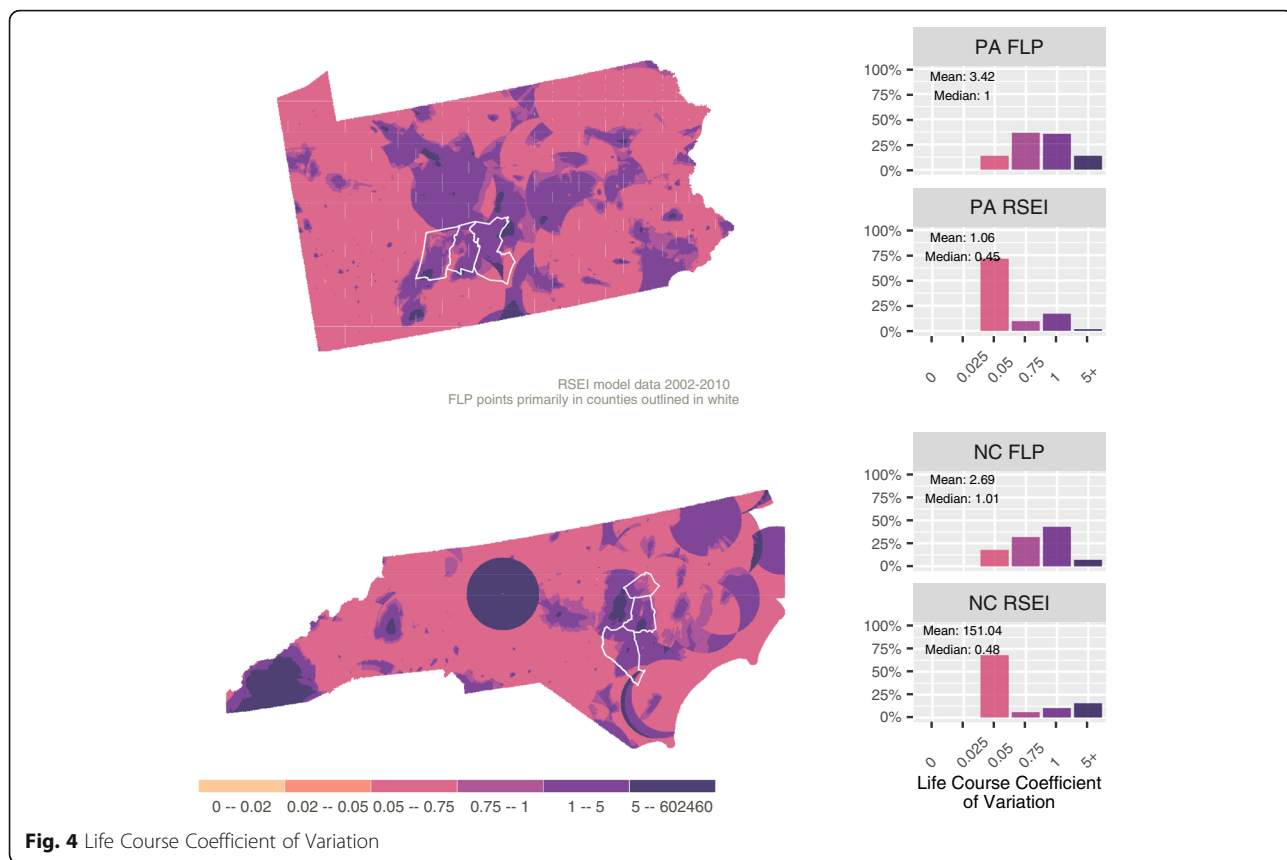 PA FLP
100%
75%
50%
25%
0%
Mean: 3.42
Median: 1
PA RSEI
100%
75%
50%
25%
0%
Mean: 1.06
Median: 0.45
0
0.025
0.05
0.75
1
5+
RSEI model data 2002-2010
FLP points primarily in counties outlined in white
NC FLP
100%
75%
50%
25%
0%
Mean: 2.69
Median: 1.01
NC RSEI
100%
75%
50%
25%
0%
Mean: 151.04
Median: 0.48
0
0.025
0.05
0.75
1
5+
Life Course Coefficient
of Variation
0 -- 0.02 0.02 -- 0.05 0.05 -- 0.75 0.75 -- 1 1 -- 5 5 -- 602460
Fig. 4 Life Course Coefficient of Variation